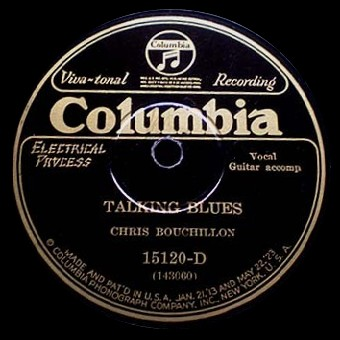 Columbia
Viva-tonal Recording
Columbia
ELECTRICAL
PROCESS
Vocal
Guitar accomp
TALKING BLUES
CHRIS BOUCHILLON
15120-D
(143060)
MADE AND PAT'D IN U.S.A. JAN. 21,'13 AND MAY 22,'23
© COLUMBIA PHONOGRAPH COMPANY, INC., NEW YORK, U.S.A.